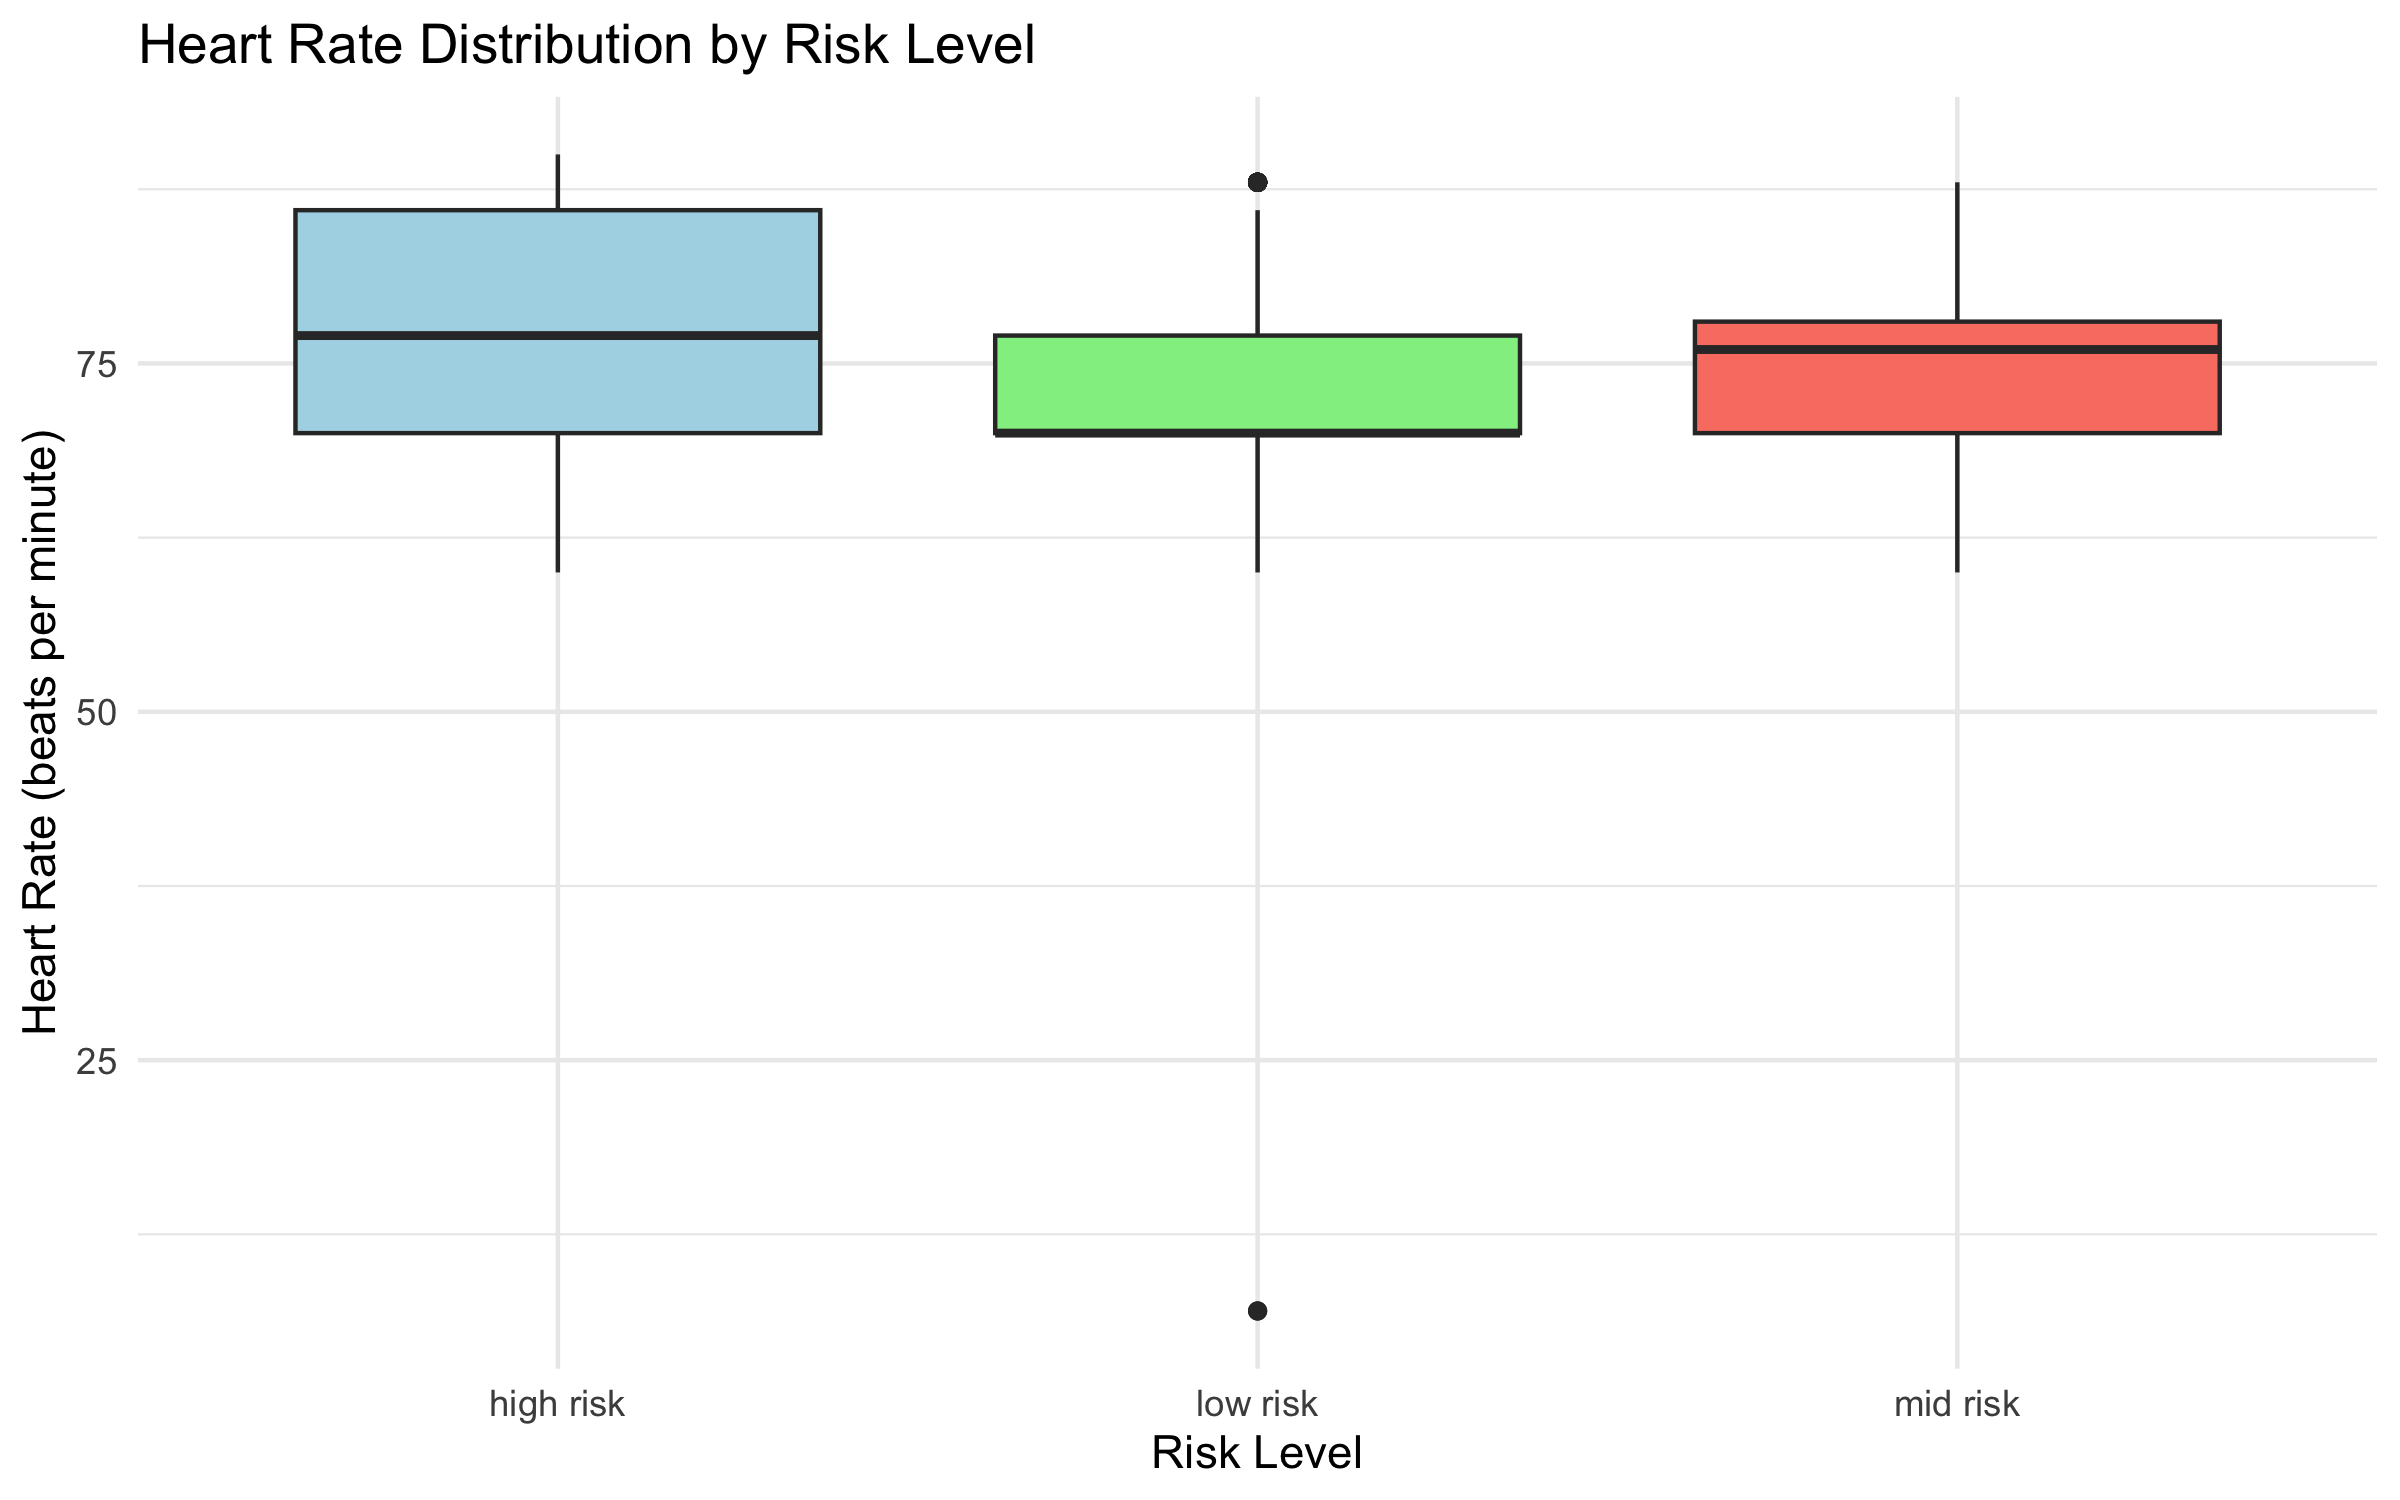 Heart Rate Distribution by Risk Level
Heart Rate (beats per minute)
75
50
25
high risk
low risk
mid risk
Risk Level